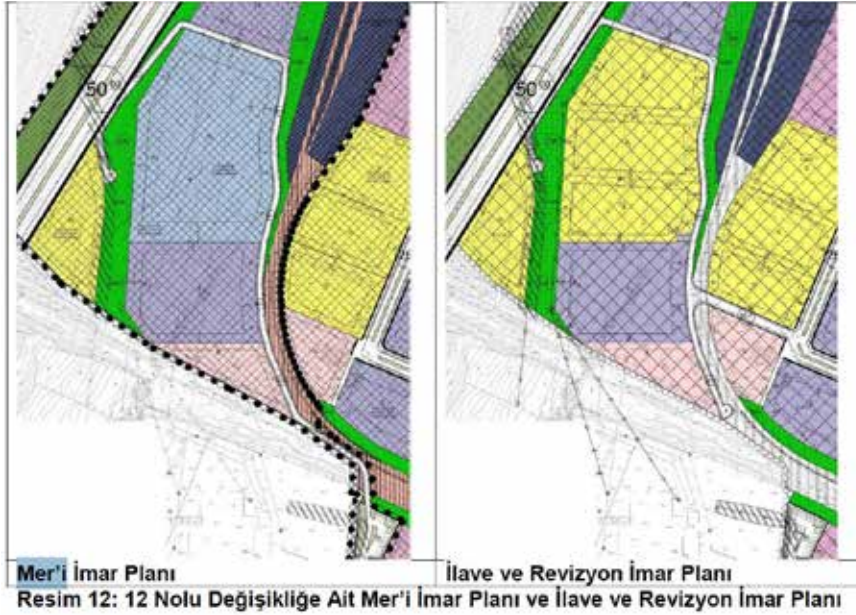 50
50
Mer'i İmar Planı
İlave ve Revizyon İmar Planı
Resim 12: 12 Nolu Değişikliğe Ait Mer'i İmar Planı ve İlave ve Revizyon İmar Planı